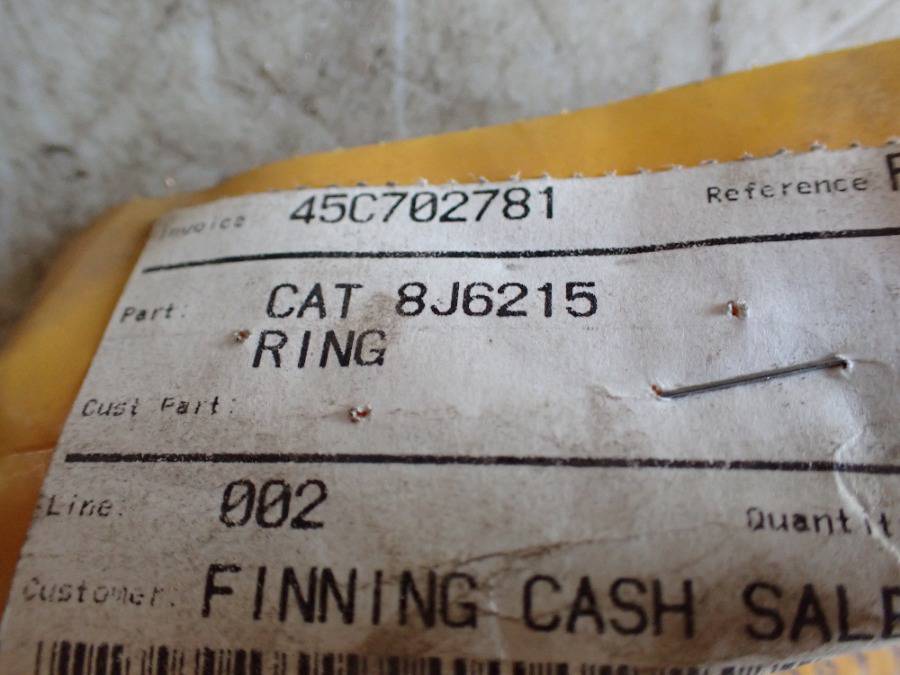 Invoice 45C702781 Reference
Part: CAT 8J6215
RING
Cust Part:
Line: 002 Quantit
Customer: FINNING CASH SALE